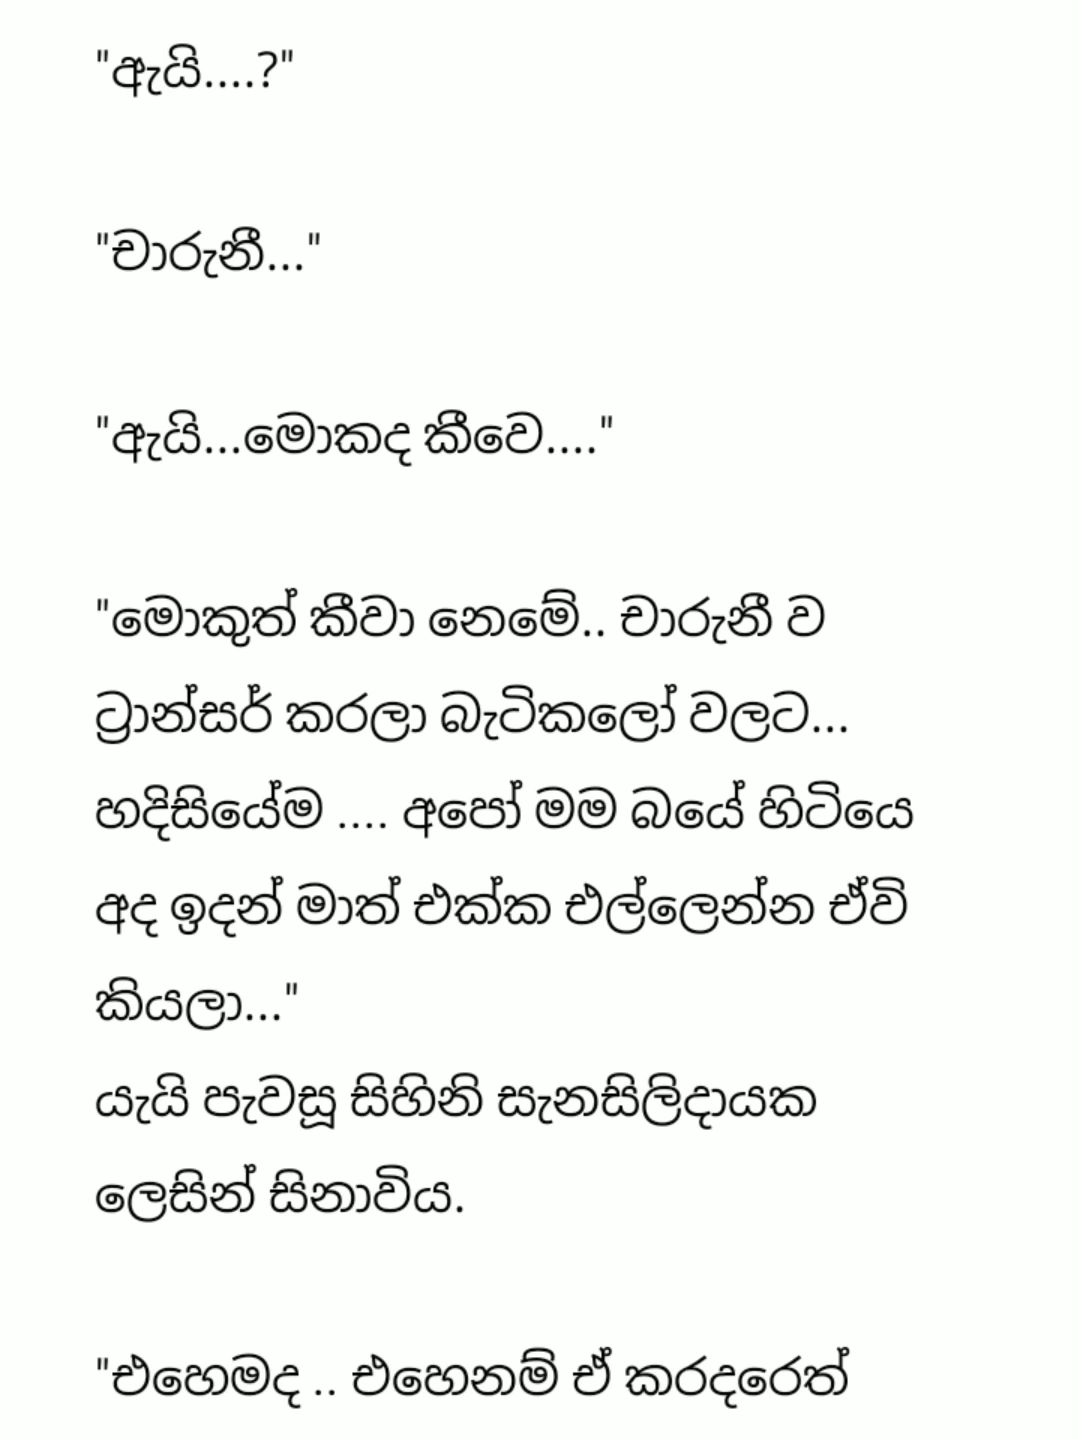 "ඇයි....?"
"චාරුනී..."
"ඇයි...මොකද කීවෙ...."
"මොකුත් කීවා නෙමේ.. චාරුනී ව
ට්‍රාන්සර් කරලා බැටිකලෝ වලට...
හදිසියේම .... අපෝ මම බයේ හිටියෙ
අද ඉදන් මාත් එක්ක එල්ලෙන්න ඒවි
කියලා..."
යැයි පැවසූ සිහිනි සැනසිලිදායක
ලෙසින් සිනාවිය.
"එහෙමද .. එහෙනම් ඒ කරදරෙත්